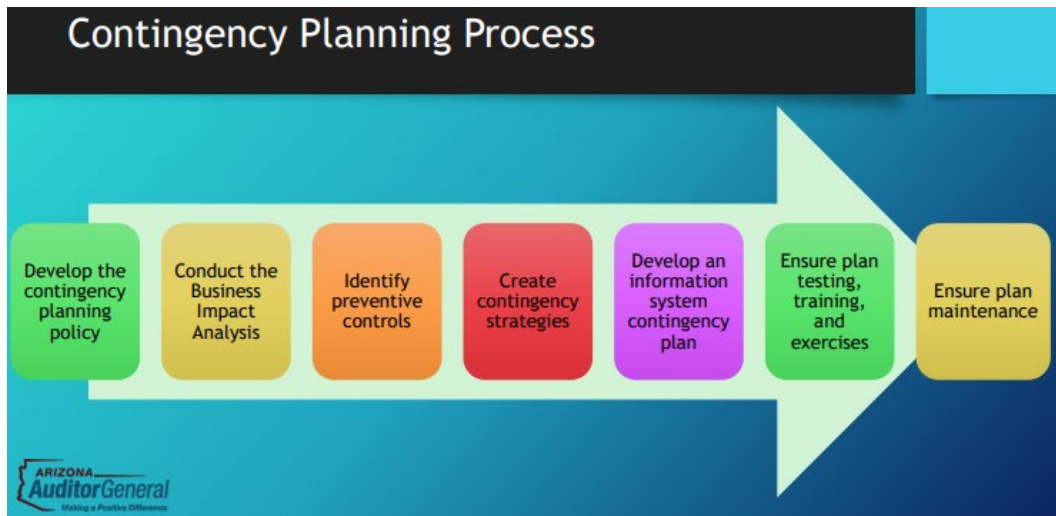 Contingency Planning Process
Develop the
contingency
planning
policy
Conduct the
Business
Impact
Analysis
Identify
preventive
controls
Create
contingency
strategies
Develop an
information
system
contingency
plan
Ensure plan
testing,
training,
and
exercises
Ensure plan
maintenance
ARIZONA
AuditorGeneral
Making a Positive Difference